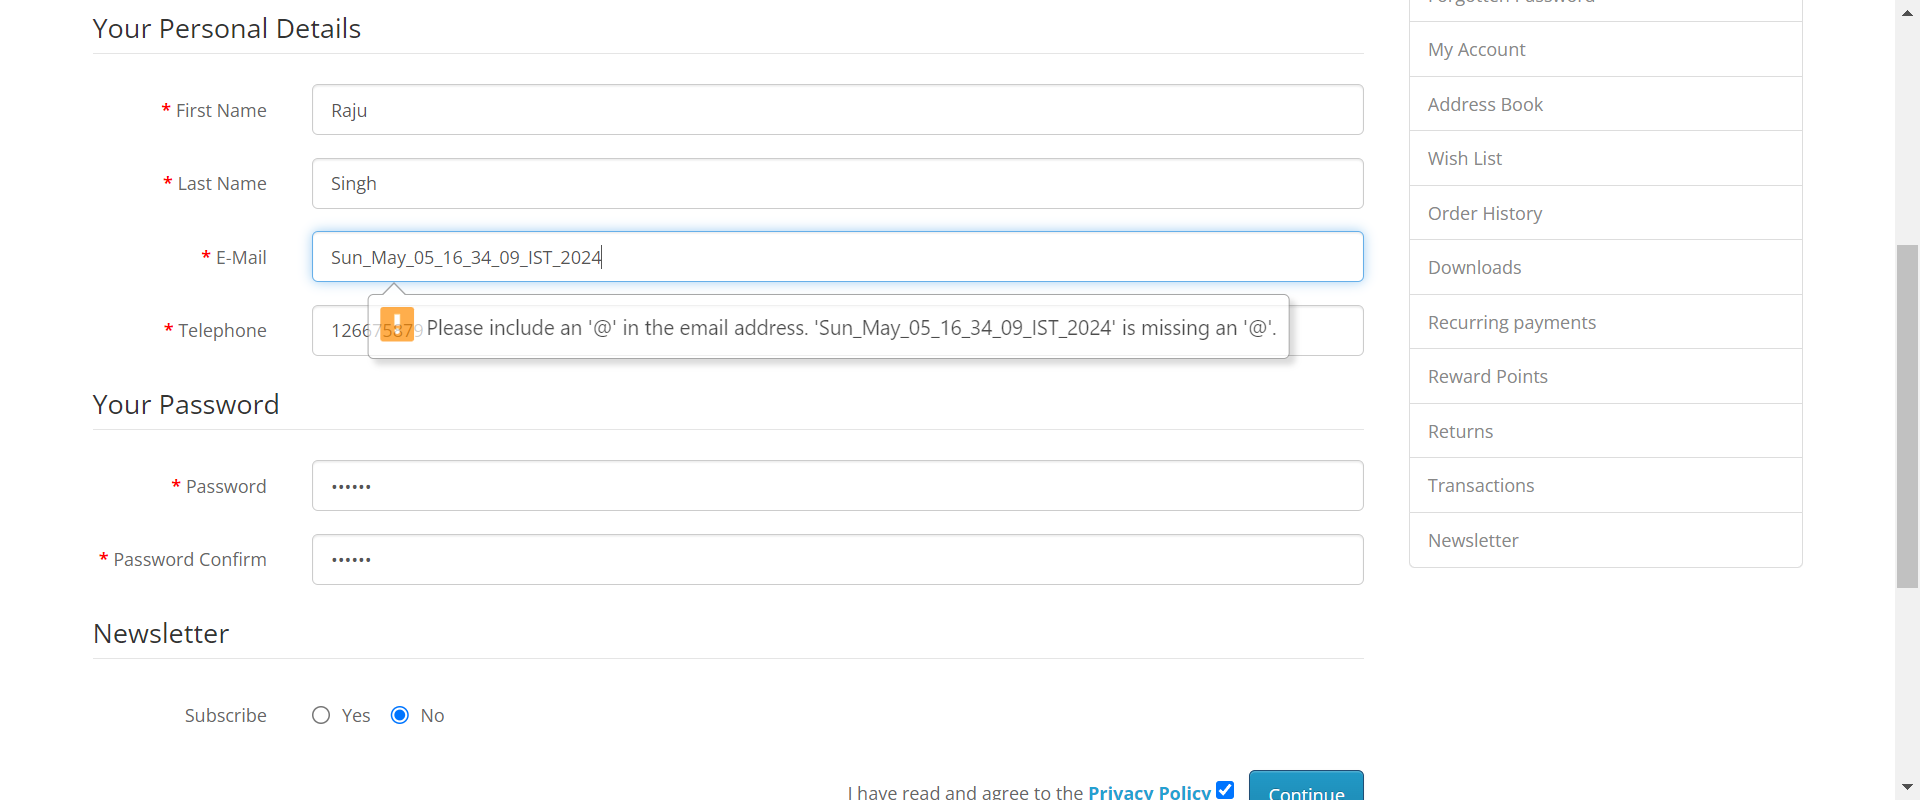 Your Personal Details
* First Name
Raju
* Last Name
Singh
* E-Mail
Sun_May_05_16_34_09_IST_2024
Please include an '@' in the email address. 'Sun_May_05_16_34_09_IST_2024' is missing an '@'.
* Telephone
126675879
Your Password
* Password
••••••
* Password Confirm
••••••
Newsletter
Subscribe
Yes
No
I have read and agree to the Privacy Policy
Continue
Forgotten Password
My Account
Address Book
Wish List
Order History
Downloads
Recurring payments
Reward Points
Returns
Transactions
Newsletter